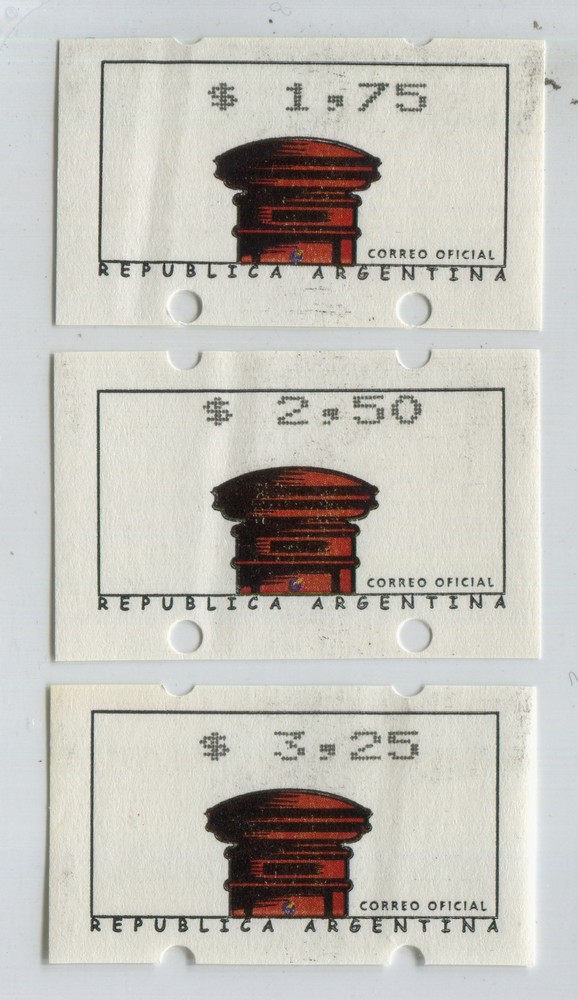 $ 1,75
CORREO OFICIAL
REPUBLICA ARGENTINA
$ 2,50
CORREO OFICIAL
REPUBLICA ARGENTINA
$ 3,25
CORREO OFICIAL
REPUBLICA ARGENTINA